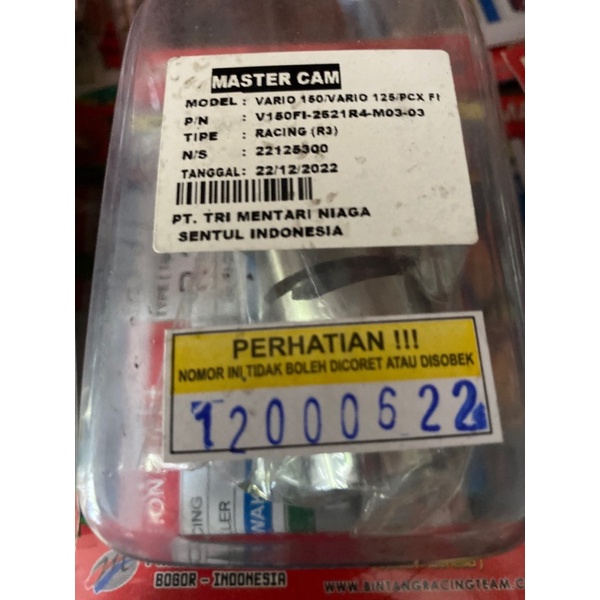 MASTER CAM
MODEL : VARIO 150/VARIO 125/PCX FI
P/N : V150FI-2521R4-M03-03
TIPE : RACING (R3)
N/S : 22125300
TANGGAL : 22/12/2022
PT. TRI MENTARI NIAGA
SENTUL INDONESIA
PERHATIAN !!!
NOMOR INI TIDAK BOLEH DICORET ATAU DISOBEK
12000622
BOGOR - INDONESIA
WWW.BINTANGRACINGTEAM.CO